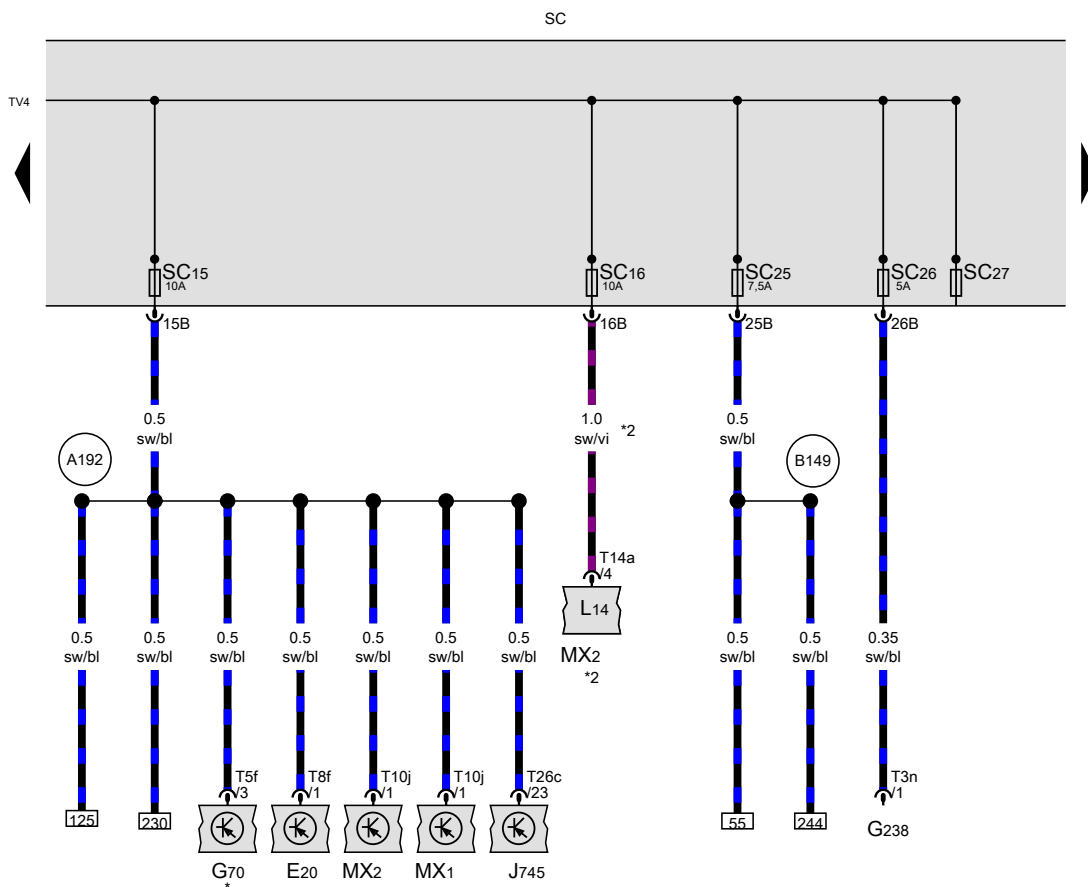 SC
TV4
SC15
10A
SC16
10A
SC25
7,5A
SC26
5A
SC27
15B
16B
25B
26B
0.5
sw/bl
1.0
sw/vi
*2
0.5
sw/bl
A192
B149
T14a
/4
L14
MX2
*2
0.5
sw/bl
0.5
sw/bl
0.5
sw/bl
0.5
sw/bl
0.5
sw/bl
0.5
sw/bl
0.5
sw/bl
0.5
sw/bl
0.5
sw/bl
0.35
sw/bl
T5f
/3
T8f
/1
T10j
/1
T10j
/1
T26c
/23
T3n
/1
125
230
55
244
G238
G70
*
E20
MX2
MX1
J745